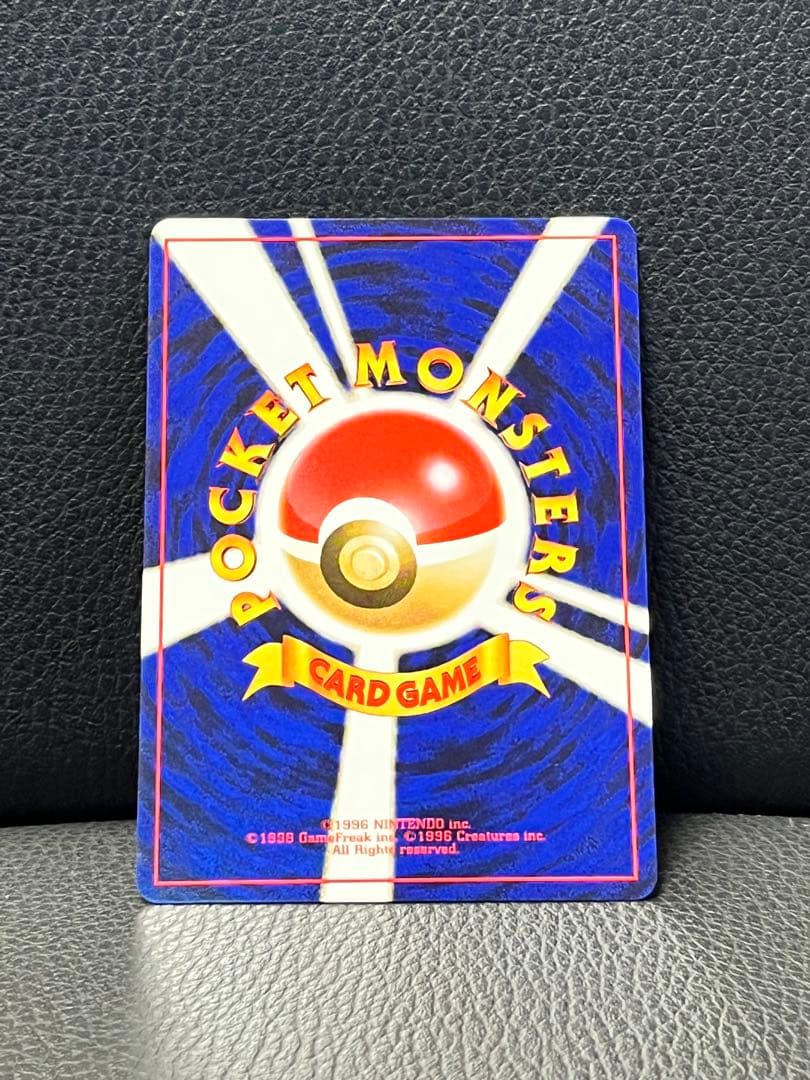 POCKET MONSTERS
CARD GAME
©1996 NINTENDO inc.
©1996 GameFreak inc. ©1996 Creatures inc.
All Rights reserved.